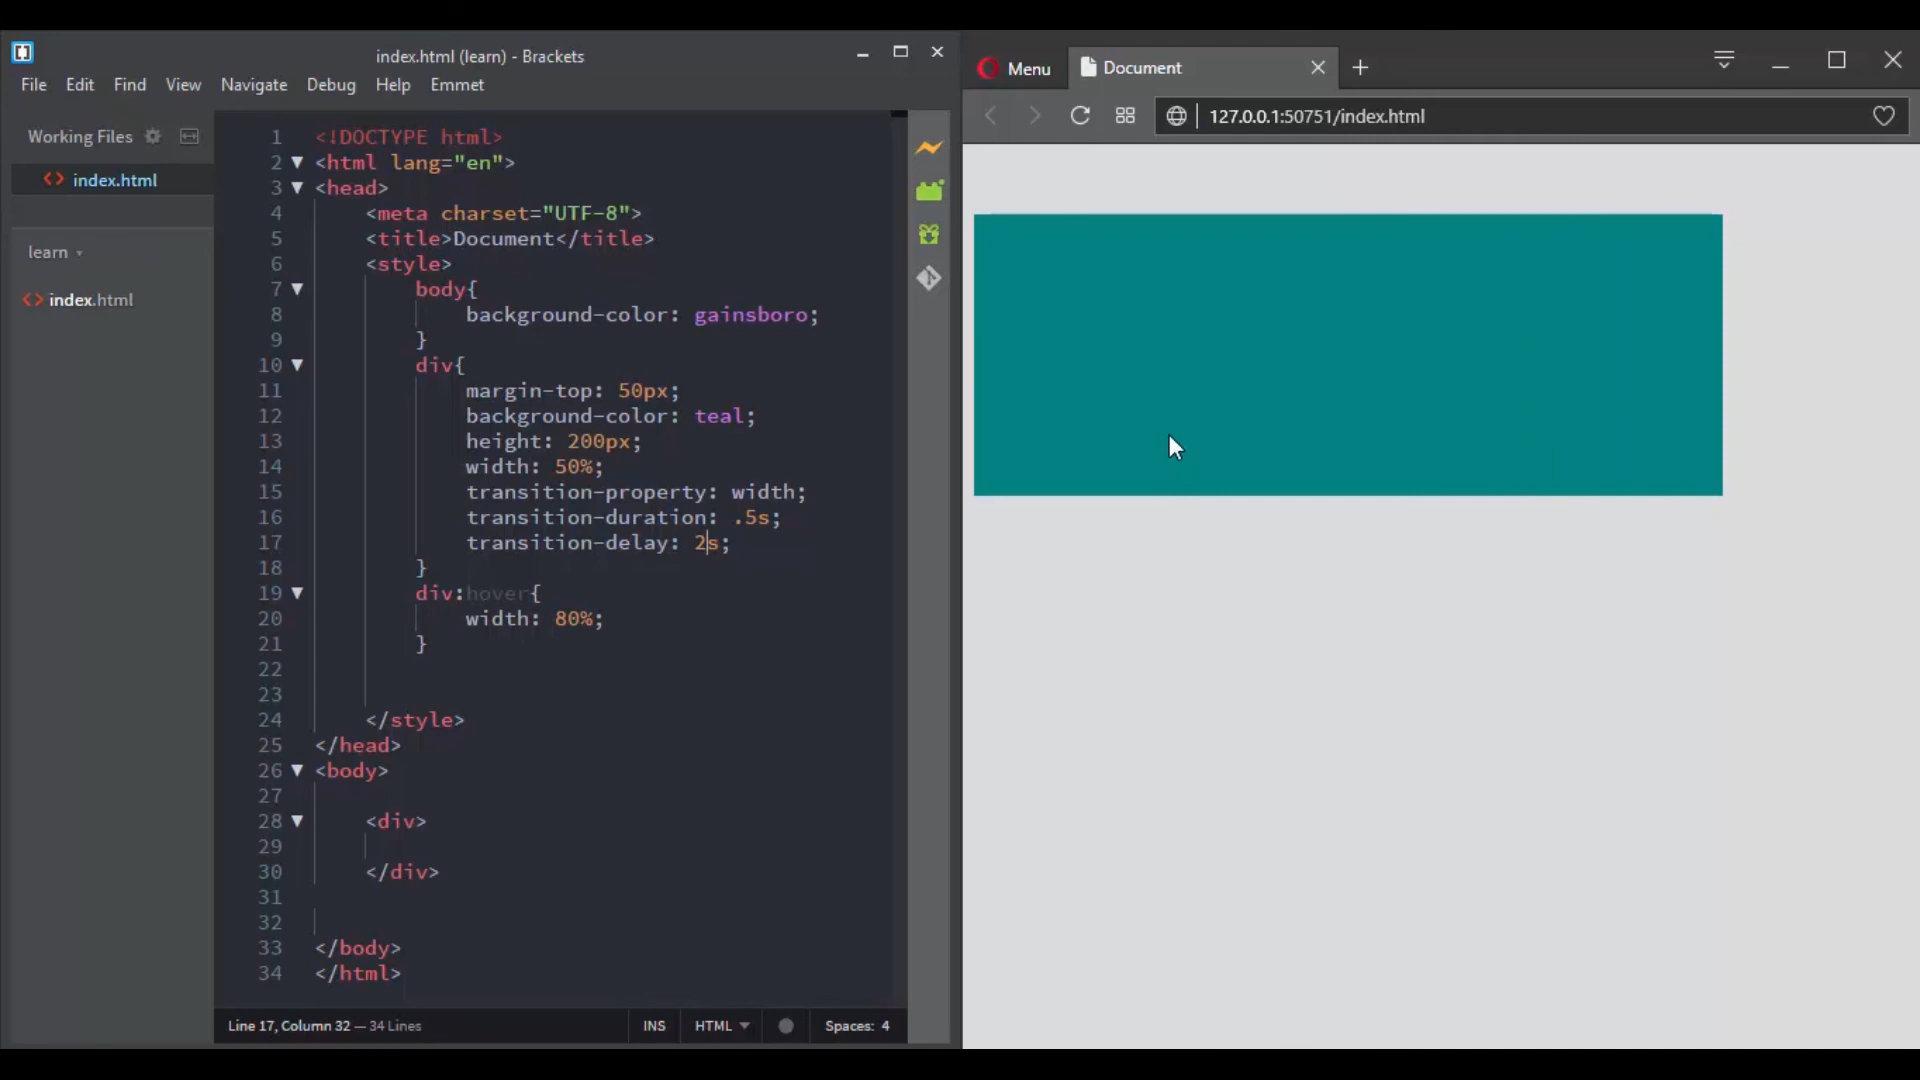 index.html (learn) - Brackets
File Edit Find View Navigate Debug Help Emmet
Working Files
index.html
learn
index.html
1 <!DOCTYPE html>
2 <html lang="en">
3 <head>
4 <meta charset="UTF-8">
5 <title>Document</title>
6 <style>
7 body{
8 background-color: gainsboro;
9 }
10 div{
11 margin-top: 50px;
12 background-color: teal;
13 height: 200px;
14 width: 50%;
15 transition-property: width;
16 transition-duration: .5s;
17 transition-delay: 2s;
18 }
19 div:hover{
20 width: 80%;
21 }
22
23
24 </style>
25 </head>
26 <body>
27
28 <div>
29
30 </div>
31
32
33 </body>
34 </html>
Line 17, Column 32 — 34 Lines INS HTML Spaces: 4
Menu Document
127.0.0.1:50751/index.html